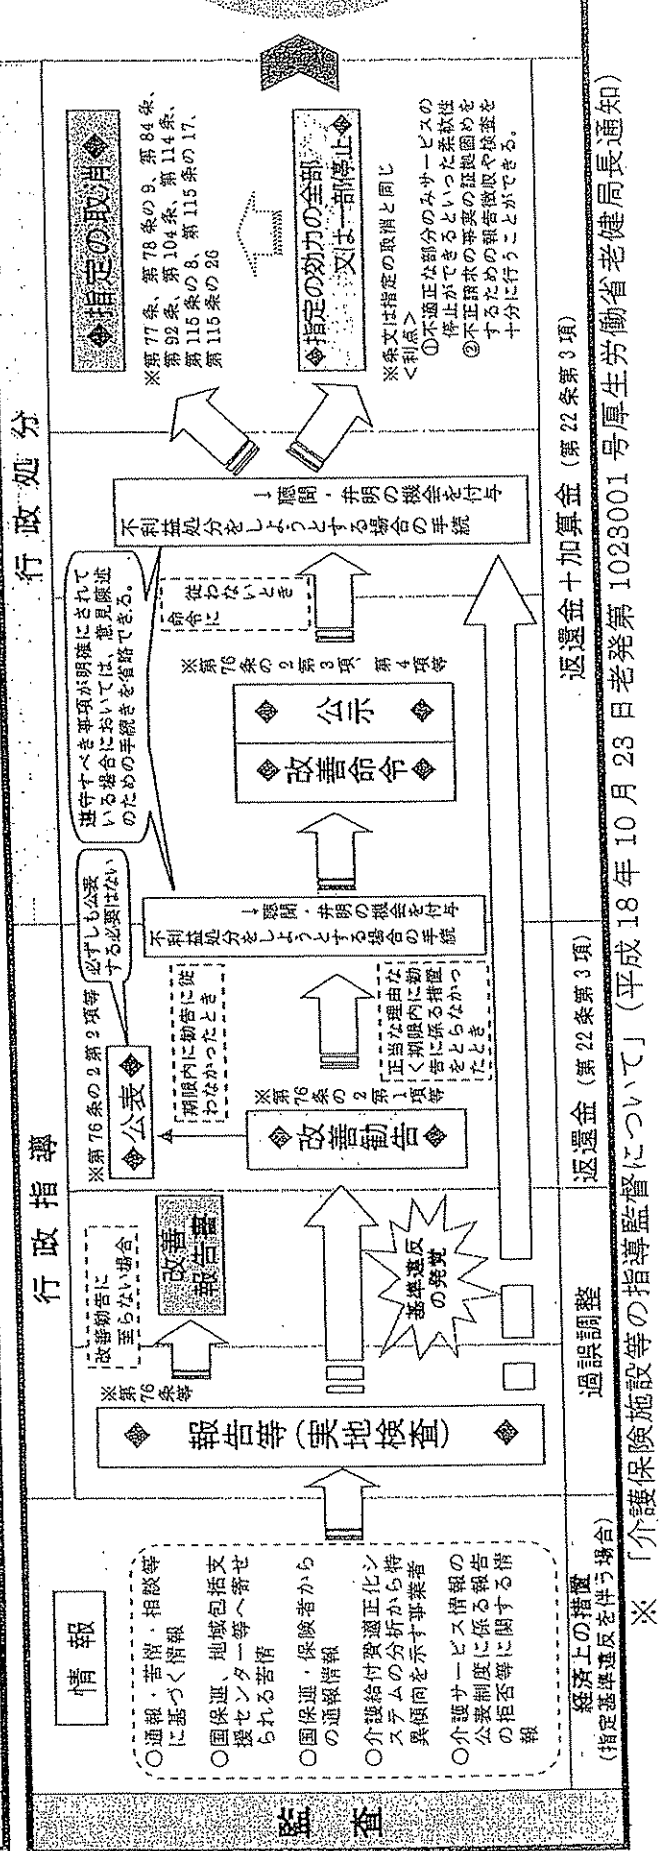 監査
情報
○通報・苦情・相談等
に基づく情報
○国保連、地域包括支
援センター等へ寄せ
られる苦情
○国保連・保険者から
の通報情報
○介護給付費適正化シ
ステムの分析から特
異傾向を示す事業者
○介護サービス情報の
公表制度に係る報告
の拒否等に関する情
報
行政指導
◆報告等(実地検査)◆
※第
76
条等
改善勧告に
至らない場合
改善
報告書
基準違反
の発覚
※第76条の2第2項等
◆公表◆
必ずしも公表
する必要はない
期限内に勧告に従
わなかったとき
◆改善勧告◆
※第
76
条の2第1項等
正当な理由な
く期限内に勧
告に係る措置
をとらなかっ
たとき
不利益処分をしようとする場合の手続
→聴聞・弁明の機会を付与
行政処分
遵守すべき事項が明確にされて
いる場合においては、意見陳述
のための手続きを省略できる。
◆改善命令◆
◆公示◆
※第
76
条の2第3項、第4項等
命令に
従わないとき
不利益処分をしようとする場合の手続
→聴聞・弁明の機会を付与
◆指定の取消◆
※第77条、第78条の9、第84条、
第92条、第104条、第114条、
第115条の8、第115条の17、
第115条の26
◆指定の効力の全部
又は一部停止◆
※条文は指定の取消と同じ
<利点>
①不適正な部分のみサービスの
停止ができるといった柔軟性
②不正請求の事実の証拠固めを
するための報告徴収や検査を
十分に行うことができる。
経済上の措置
(指定基準違反を伴う場合)
過誤調整
返還金(第22条第3項)
返還金+加算金(第22条第3項)
※「介護保険施設等の指導監督について」(平成18年10月23日老発第1023001号厚生労働省老健局長通知)